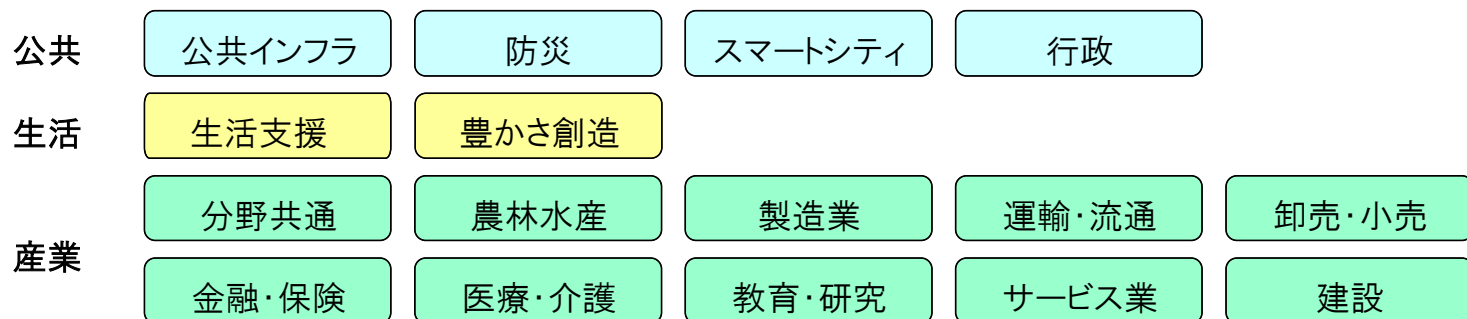 公共 公共インフラ 防災 スマートシティ 行政
生活 生活支援 豊かさ創造
産業
分野共通 農林水産 製造業 運輸・流通 卸売・小売
金融・保険 医療・介護 教育・研究 サービス業 建設